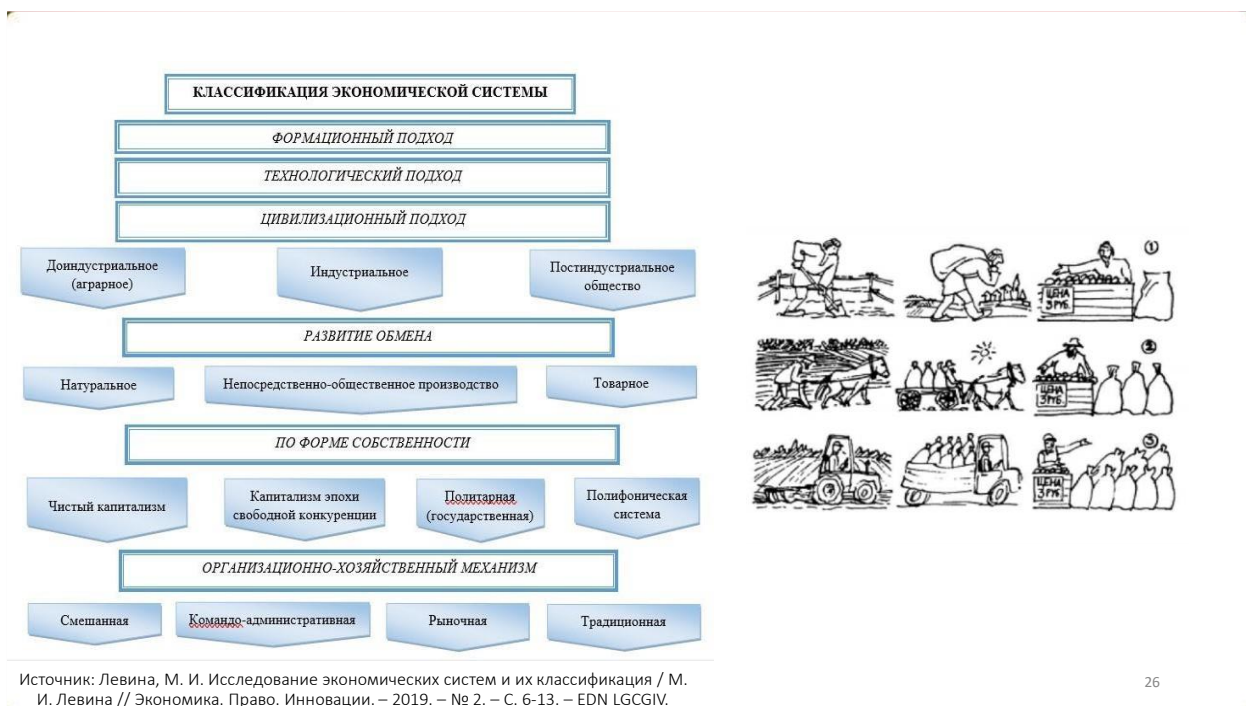 КЛАССИФИКАЦИЯ ЭКОНОМИЧЕСКОЙ СИСТЕМЫ
ФОРМАЦИОННЫЙ ПОДХОД
ТЕХНОЛОГИЧЕСКИЙ ПОДХОД
ЦИВИЛИЗАЦИОННЫЙ ПОДХОД
Доиндустриальное
(аграрное)
Индустриальное
Постиндустриальное
общество
РАЗВИТИЕ ОБМЕНА
Натуральное
Непосредственно-общественное производство
Товарное
ПО ФОРМЕ СОБСТВЕННОСТИ
Чистый капитализм
Капитализм эпохи
свободной конкуренции
Политарная
(государственная)
Полифоническая
система
ОРГАНИЗАЦИОННО-ХОЗЯЙСТВЕННЫЙ МЕХАНИЗМ
Смешанная
Командо-административная
Рыночная
Традиционная
Источник: Левина, М. И. Исследование экономических систем и их классификация / М.
И. Левина // Экономика. Право. Инновации. – 2019. – № 2. – С. 6-13. – EDN LGCGIV.
1
ЦЕНА
3 РУБ.
2
ЦЕНА
3 РУБ.
3
ЦЕНА
3 РУБ.
26